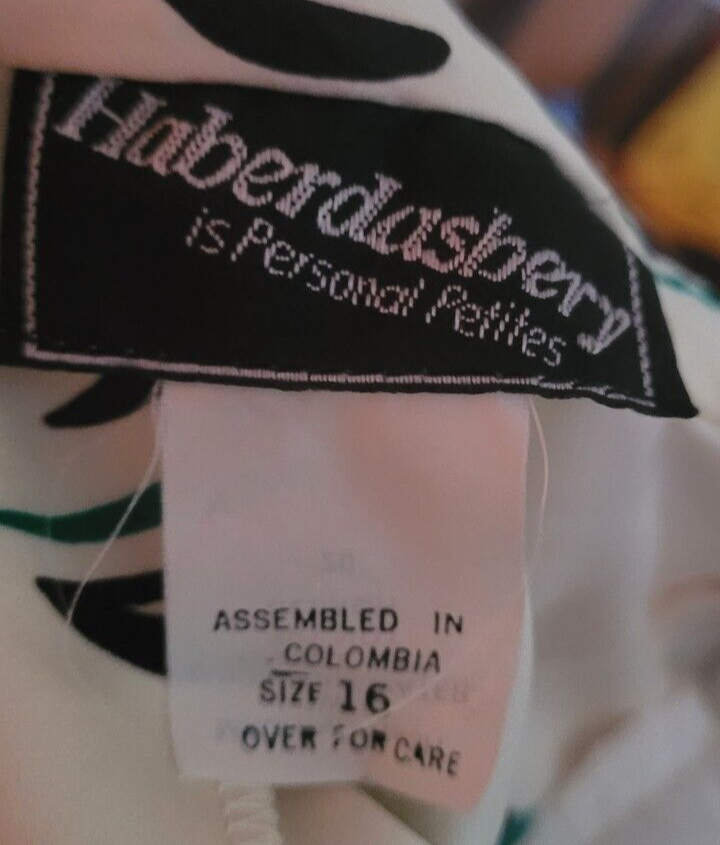 Haberdashery
is Personal Petites
ASSEMBLED IN
COLOMBIA
SIZE 16
OVER FOR CARE